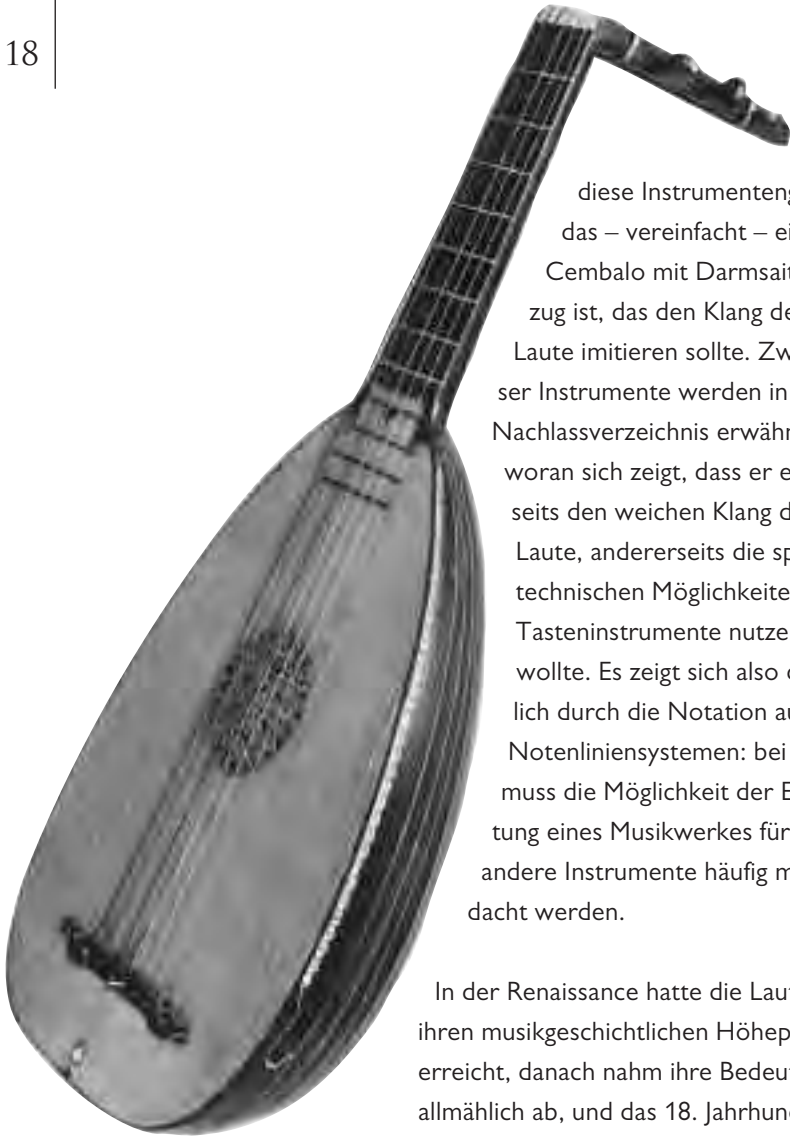 18
diese Instrumenteng
das – vereinfacht – ei
Cembalo mit Darmsait
zug ist, das den Klang de
Laute imitieren sollte. Zw
ser Instrumente werden in
Nachlassverzeichnis erwähn
woran sich zeigt, dass er e
seits den weichen Klang d
Laute, andererseits die sp
technischen Möglichkeite
Tasteninstrumente nutze
wollte. Es zeigt sich also d
lich durch die Notation au
Notenliniensystemen: bei
muss die Möglichkeit der B
tung eines Musikwerkes für
andere Instrumente häufig m
dacht werden.
In der Renaissance hatte die Laut
ihren musikgeschichtlichen Höhep
erreicht, danach nahm ihre Bedeut
allmählich ab, und das 18. Jahrhund